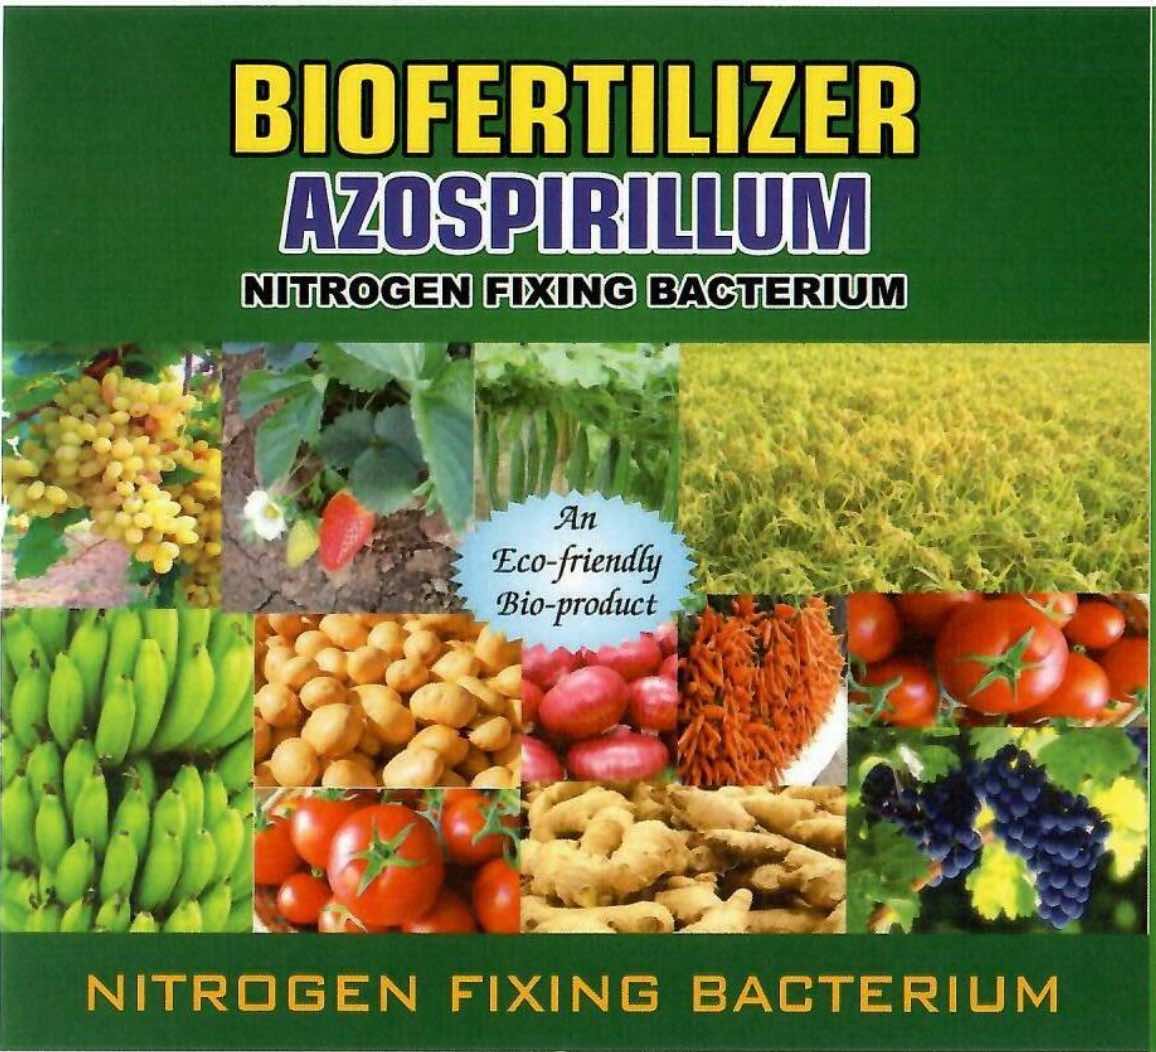 BIOFERTILIZER
AZOSPIRILLUM
NITROGEN FIXING BACTERIUM
An
Eco-friendly
Bio-product
NITROGEN FIXING BACTERIUM